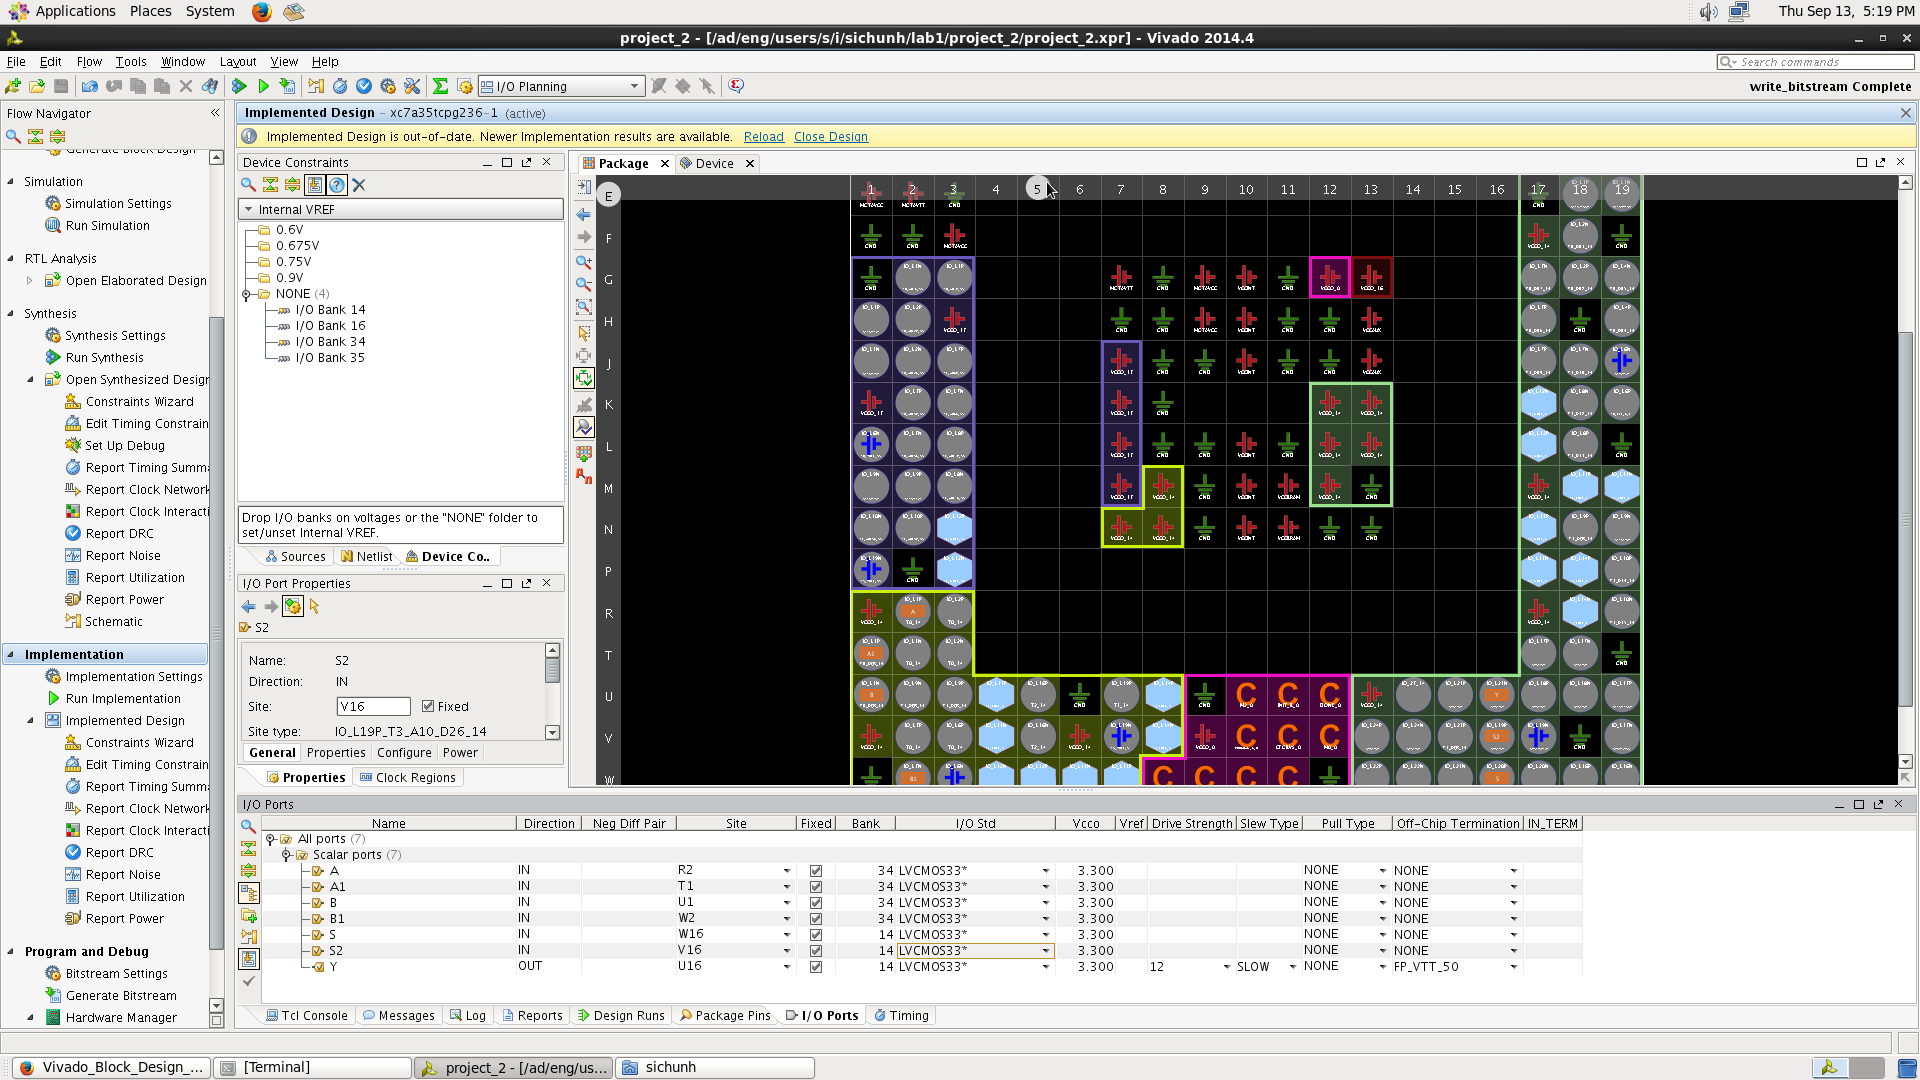 Applications Places System Thu Sep 13, 5:19 PM
project_2 - [/ad/eng/users/s/i/sichunh/lab1/project_2/project_2.xpr] - Vivado 2014.4
File Edit Flow Tools Window Layout View Help Search commands
I/O Planning write_bitstream Complete
Flow Navigator
Generate Block Design
Simulation
Simulation Settings
Run Simulation
RTL Analysis
Open Elaborated Design
Synthesis
Synthesis Settings
Run Synthesis
Open Synthesized Design
Constraints Wizard
Edit Timing Constrain
Set Up Debug
Report Timing Summa
Report Clock Network
Report Clock Interacti
Report DRC
Report Noise
Report Utilization
Report Power
Schematic
Implementation
Implementation Settings
Run Implementation
Implemented Design
Constraints Wizard
Edit Timing Constrain
Report Timing Summa
Report Clock Network
Report Clock Interacti
Report DRC
Report Noise
Report Utilization
Report Power
Program and Debug
Bitstream Settings
Generate Bitstream
Hardware Manager
Implemented Design - xc7a35tcpg236-1 (active)
Implemented Design is out-of-date. Newer Implementation results are available. Reload Close Design
Device Constraints
Internal VREF
0.6V
0.675V
0.75V
0.9V
NONE (4)
I/O Bank 14
I/O Bank 16
I/O Bank 34
I/O Bank 35
Drop I/O banks on voltages or the "NONE" folder to
set/unset Internal VREF.
Sources Netlist Device Co..
I/O Port Properties
S2
Name: S2
Direction: IN
Site: V16 Fixed
Site type: IO_L19P_T3_A10_D26_14
General Properties Configure Power
Properties Clock Regions
Package Device
1 2 3 4 5 6 7 8 9 10 11 12 13 14 15 16 17 18 19
E
F
G
H
J
K
L
M
N
P
R
T
U
V
W
I/O Ports
Name Direction Neg Diff Pair Site Fixed Bank I/O Std Vcco Vref Drive Strength Slew Type Pull Type Off-Chip Termination IN_TERM
All ports (7)
Scalar ports (7)
A IN R2 34 LVCMOS33* 3.300 NONE NONE
A1 IN T1 34 LVCMOS33* 3.300 NONE NONE
B IN U1 34 LVCMOS33* 3.300 NONE NONE
B1 IN W2 34 LVCMOS33* 3.300 NONE NONE
S IN W16 14 LVCMOS33* 3.300 NONE NONE
S2 IN V16 14 LVCMOS33* 3.300 NONE NONE
Y OUT U16 14 LVCMOS33* 3.300 12 SLOW NONE FP_VTT_50
Tcl Console Messages Log Reports Design Runs Package Pins I/O Ports Timing
Vivado_Block_Design_... [Terminal] project_2 - [/ad/eng/us... sichunh